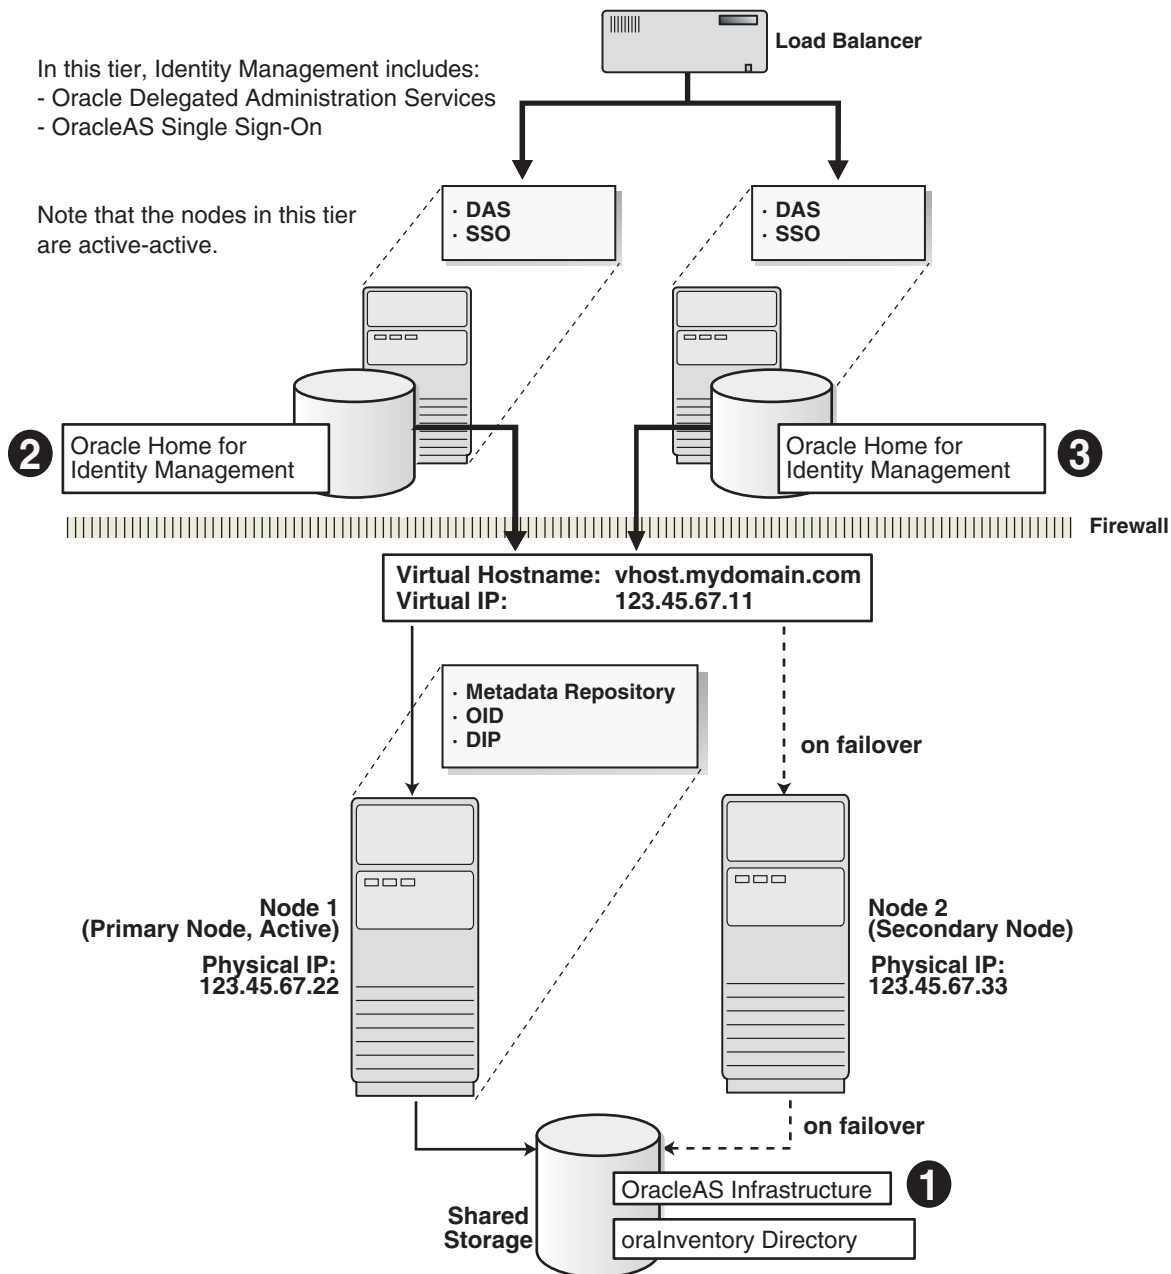 Load Balancer
In this tier, Identity Management includes:
- Oracle Delegated Administration Services
- OracleAS Single Sign-On
Note that the nodes in this tier
are active-active.
· DAS
· SSO
· DAS
· SSO
2
Oracle Home for
Identity Management
Oracle Home for
Identity Management
3
Firewall
Virtual Hostname: vhost.mydomain.com
Virtual IP: 123.45.67.11
· Metadata Repository
· OID
· DIP
on failover
Node 1
(Primary Node, Active)
Physical IP:
123.45.67.22
Node 2
(Secondary Node)
Physical IP:
123.45.67.33
on failover
OracleAS Infrastructure
1
Shared
Storage
oraInventory Directory